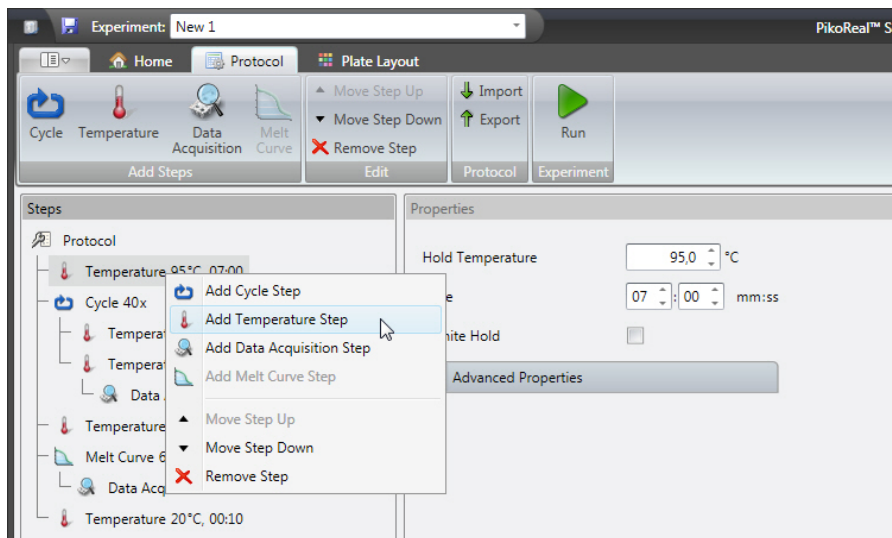 Experiment: New 1
PikoReal™ S
Home Protocol Plate Layout
Cycle Temperature Data Acquisition Melt Curve
Add Steps
Move Step Up
Move Step Down
Remove Step
Edit
Import
Export
Protocol
Run
Experiment
Steps
Protocol
Temperature 95°C, 07:00
Cycle 40x
Tempera
Tempera
Data
Temperature
Melt Curve 6
Data Acq
Temperature 20°C, 00:10
Add Cycle Step
Add Temperature Step
Add Data Acquisition Step
Add Melt Curve Step
Move Step Up
Move Step Down
Remove Step
Properties
Hold Temperature 95,0 °C
e 07 : 00 mm:ss
nite Hold
Advanced Properties